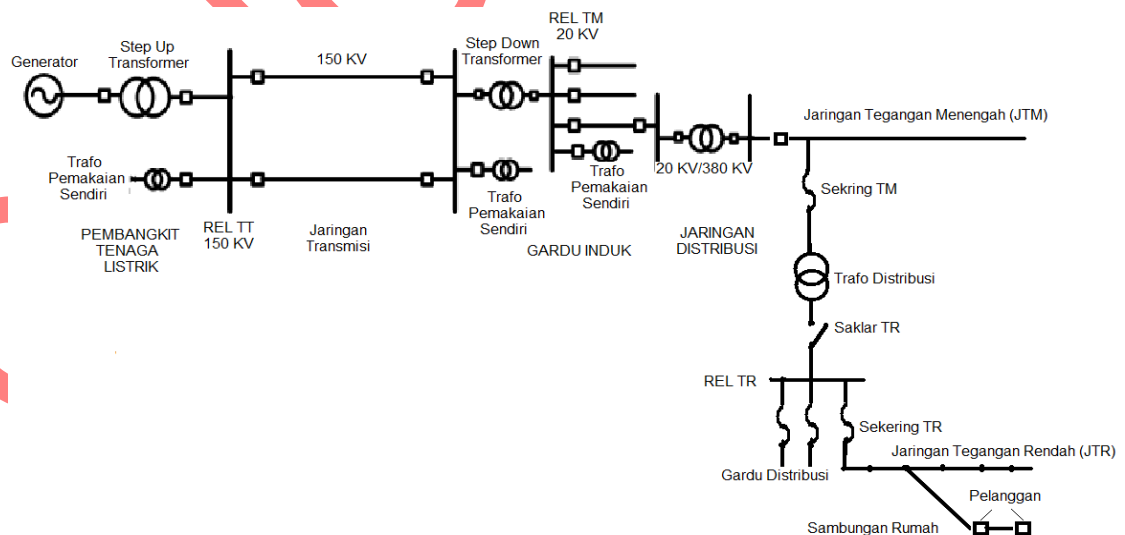 Generator
Step Up
Transformer
150 KV
Step Down
Transformer
REL TM
20 KV
Jaringan Tegangan Menengah (JTM)
Trafo
Pemakaian
Sendiri
PEMBANGKIT
TENAGA
LISTRIK
REL TT
150 KV
Jaringan
Transmisi
Trafo
Pemakaian
Sendiri
Trafo
Pemakaian
Sendiri
GARDU INDUK
20 KV/380 KV
JARINGAN
DISTRIBUSI
Sekring TM
Trafo Distribusi
Saklar TR
REL TR
Sekering TR
Jaringan Tegangan Rendah (JTR)
Gardu Distribusi
Pelanggan
Sambungan Rumah